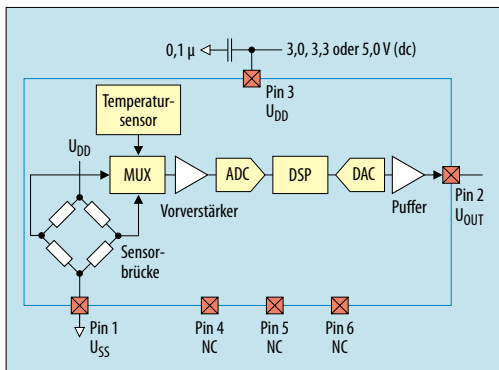 0,1 µ
3,0, 3,3 oder 5,0 V (dc)
Pin 3
UDD
Temperatur-
sensor
UDD
MUX
ADC
DSP
DAC
Vorverstärker
Puffer
Pin 2
UOUT
Sensor-
brücke
Pin 1
USS
Pin 4
NC
Pin 5
NC
Pin 6
NC